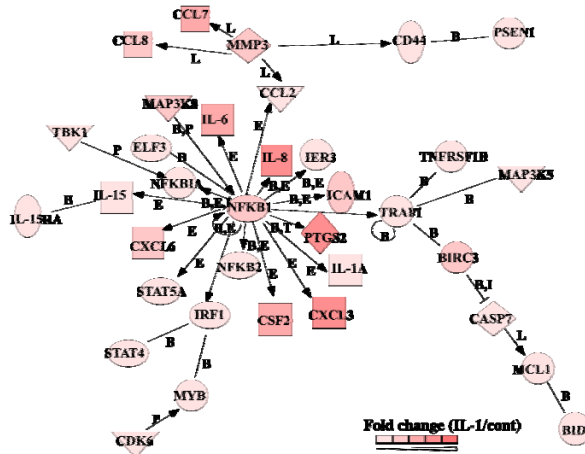 CCL7
CCL8
L
MMP3
L
CD44
B
PSEN1
L
L
CCL2
MAP3K8
IL-6
TBK1
B,P
E
E
P
ELF3
B
IL-8
IER3
TNFRSF1B
NFKBIA
B,E
B,E
B
MAP3K5
IL-15
B,E
B,E
ICAM1
B
B
E
NFKB1
TRAF1
IL-15RA
B
CXCL6
E
B,E
B,E
B,T
PTGS2
B
BIRC3
E
NFKB2
E
IL-1A
STAT5A
E
E
E
B,I
IRF1
CSF2
CXCL3
CASP7
STAT4
B
L
B
MCL1
MYB
B
P
CDK6
Fold change (IL-1/cont)
BID